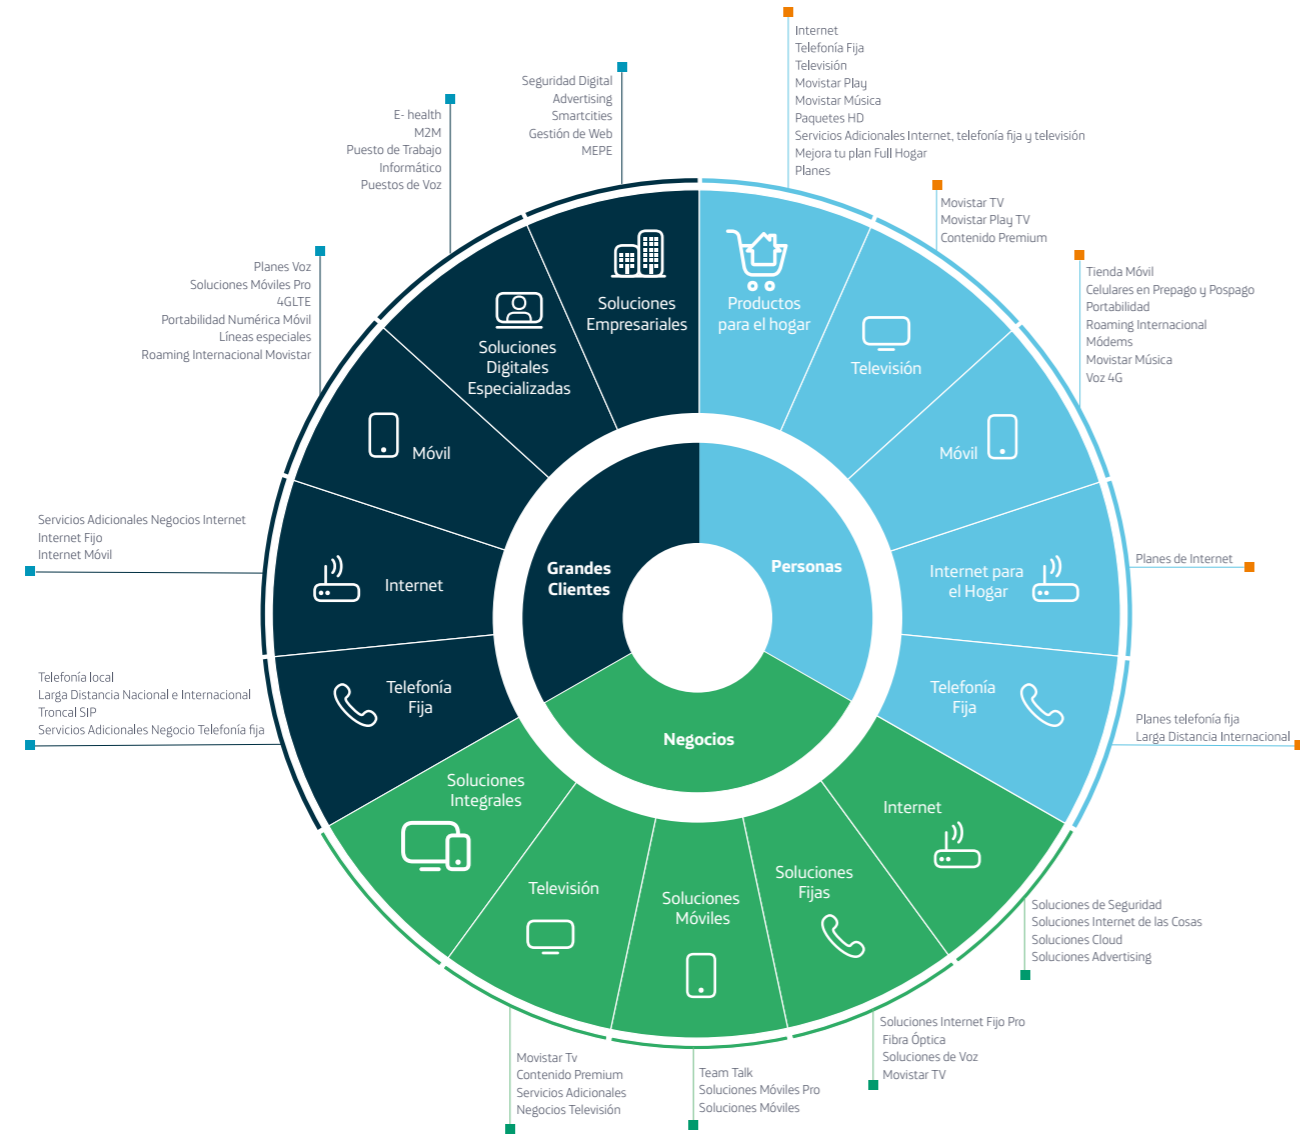 Internet
Telefonía Fija
Televisión
Movistar Play
Movistar Música
Paquetes HD
Servicios Adicionales Internet, telefonía fija y televisión
Mejora tu plan Full Hogar
Planes
Seguridad Digital
Advertising
Smartcities
Gestión de Web
MEPE
E- health
M2M
Puesto de Trabajo
Informático
Puestos de Voz
Movistar TV
Movistar Play TV
Contenido Premium
Planes Voz
Soluciones Móviles Pro
4GLTE
Portabilidad Numérica Móvil
Líneas especiales
Roaming Internacional Movistar
Tienda Móvil
Celulares en Prepago y Pospago
Portabilidad
Roaming Internacional
Módems
Movistar Música
Voz 4G
Soluciones
Empresariales
Productos
para el hogar
Soluciones
Digitales
Especializadas
Televisión
Móvil
Móvil
Servicios Adicionales Negocios Internet
Internet Fijo
Internet Móvil
Internet
Grandes
Clientes
Personas
Internet para
el Hogar
Planes de Internet
Telefonía local
Larga Distancia Nacional e Internacional
Troncal SIP
Servicios Adicionales Negocio Telefonía fija
Telefonía
Fija
Negocios
Telefonía
Fija
Planes telefonía fija
Larga Distancia Internacional
Soluciones
Integrales
Televisión
Soluciones
Móviles
Soluciones
Fijas
Internet
Soluciones de Seguridad
Soluciones Internet de las Cosas
Soluciones Cloud
Soluciones Advertising
Soluciones Internet Fijo Pro
Fibra Óptica
Soluciones de Voz
Movistar TV
Movistar Tv
Contenido Premium
Servicios Adicionales
Negocios Televisión
Team Talk
Soluciones Móviles Pro
Soluciones Móviles